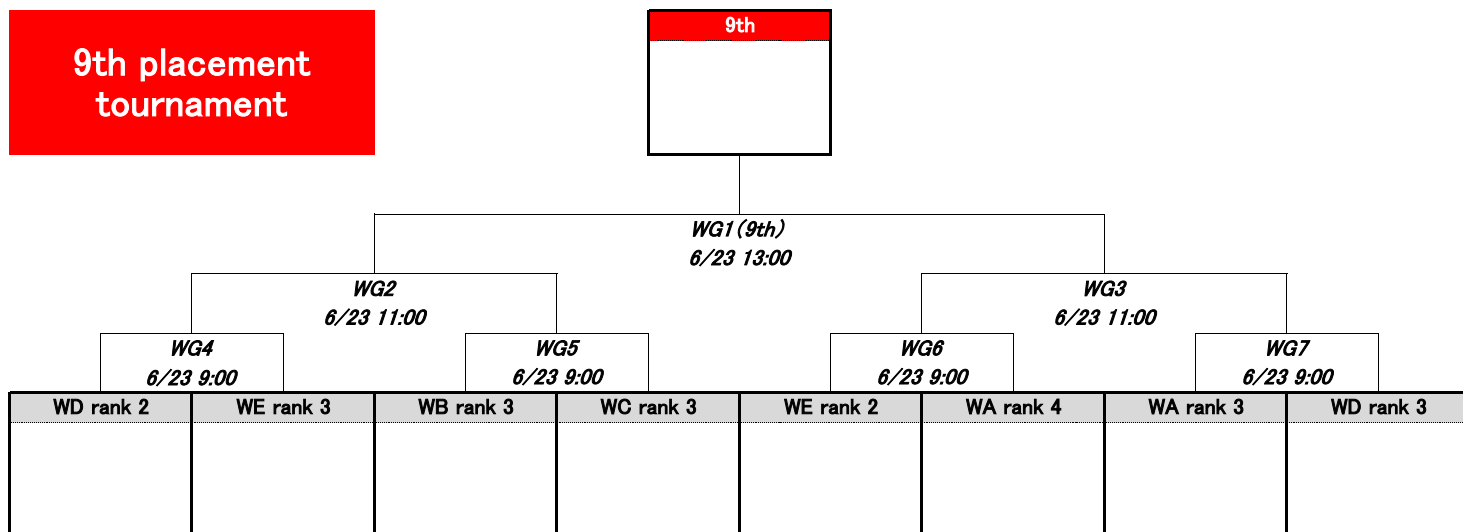 9th placement
tournament
9th
WG1(9th)
6/23 13:00
WG2
6/23 11:00
WG3
6/23 11:00
WG4
6/23 9:00
WG5
6/23 9:00
WG6
6/23 9:00
WG7
6/23 9:00
WD rank 2
WE rank 3
WB rank 3
WC rank 3
WE rank 2
WA rank 4
WA rank 3
WD rank 3